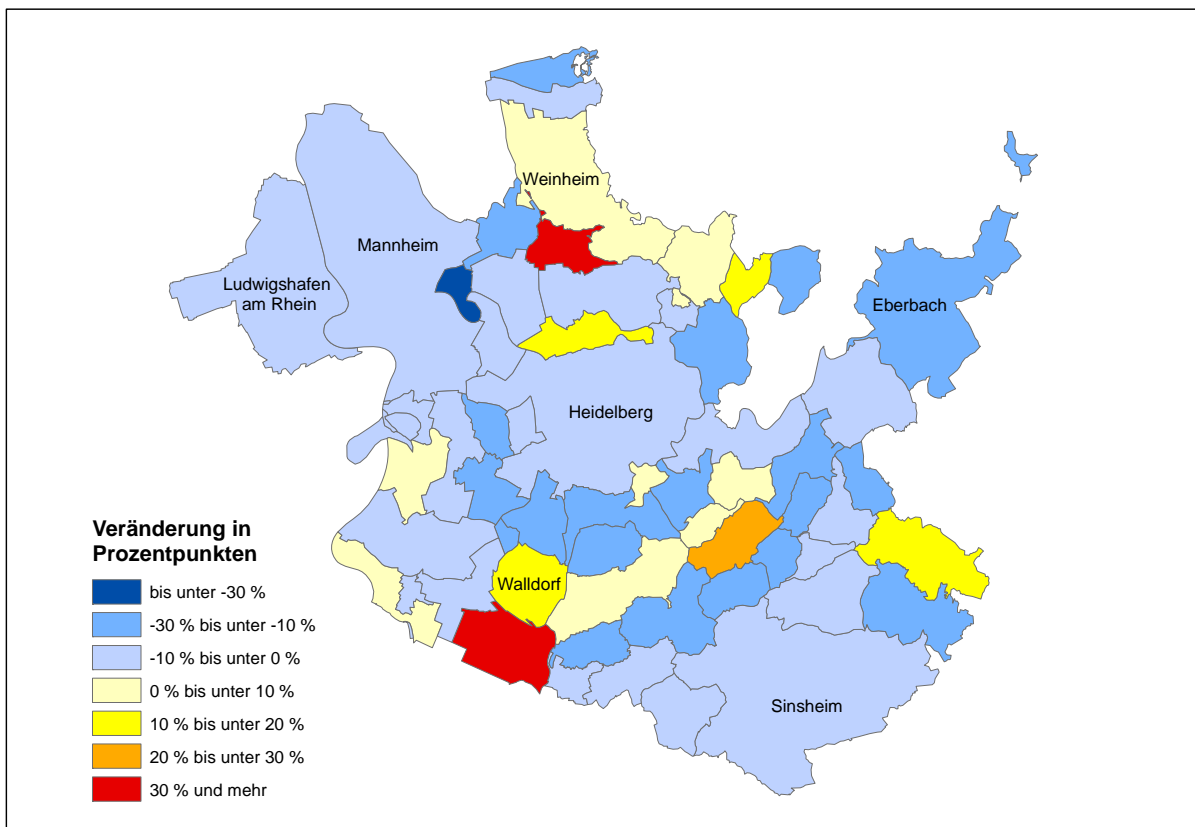 Weinheim
Mannheim
Ludwigshafen
am Rhein
Eberbach
Heidelberg
Walldorf
Sinsheim
Veränderung in
Prozentpunkten
bis unter -30 %
-30 % bis unter -10 %
-10 % bis unter 0 %
0 % bis unter 10 %
10 % bis unter 20 %
20 % bis unter 30 %
30 % und mehr